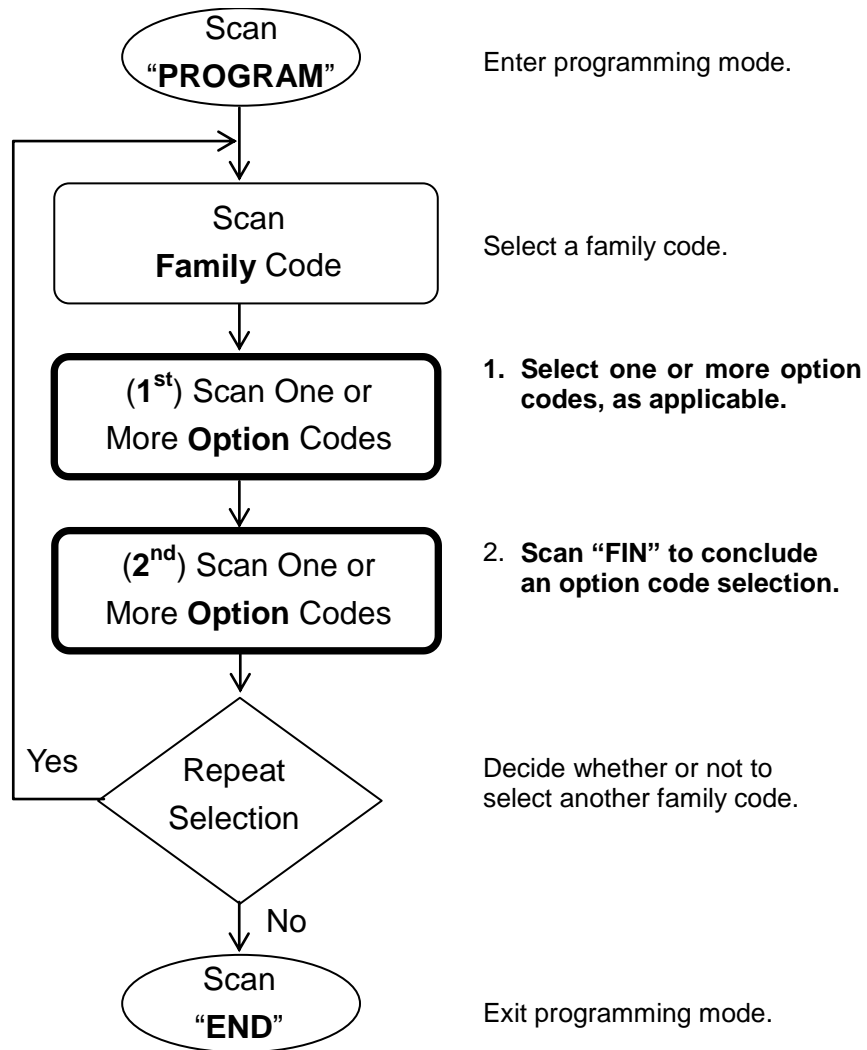 Scan
“PROGRAM”
Enter programming mode.
Scan
Family Code
Select a family code.
(1st) Scan One or
More Option Codes
1. Select one or more option
codes, as applicable.
(2nd) Scan One or
More Option Codes
2. Scan “FIN” to conclude
an option code selection.
Yes
Repeat
Selection
Decide whether or not to
select another family code.
No
Scan
“END”
Exit programming mode.